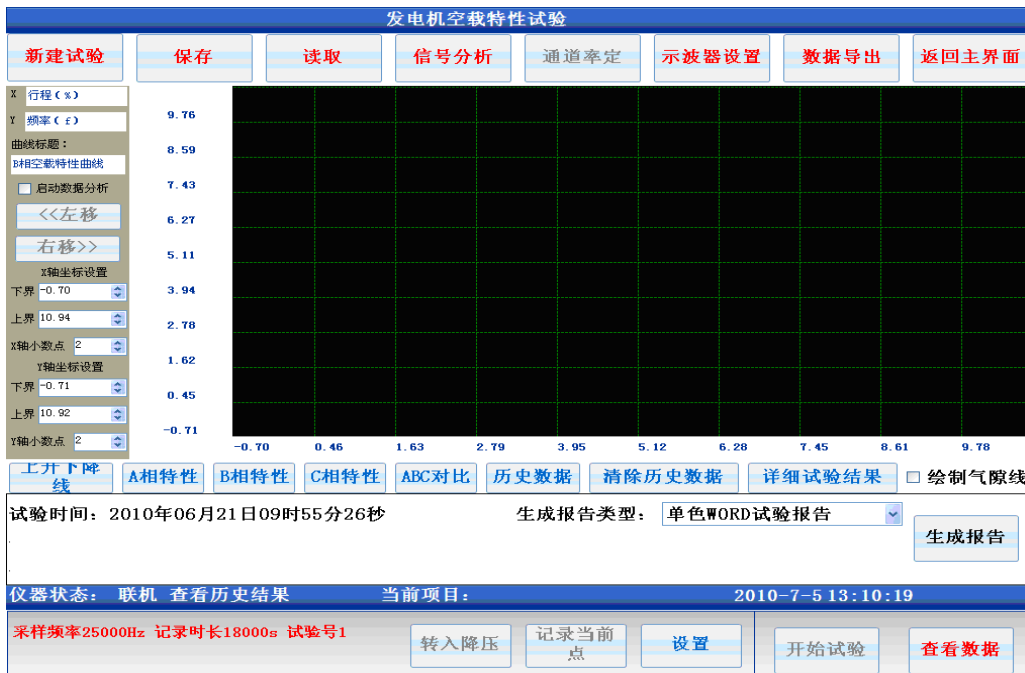 发电机空载特性试验
新建试验 保存 读取 信号分析 通道率定 示波器设置 数据导出 返回主界面
X 行程(%)
Y 频率(f)
曲线标题：
B相空载特性曲线
启动数据分析
<<左移
右移>>
X轴坐标设置
下界 -0.70
上界 10.94
X轴小数点 2
Y轴坐标设置
下界 -0.71
上界 10.92
Y轴小数点 2
9.76
8.59
7.43
6.27
5.11
3.94
2.78
1.62
0.45
-0.71
-0.70 0.46 1.63 2.79 3.95 5.12 6.28 7.45 8.61 9.78
上升下降线 A相特性 B相特性 C相特性 ABC对比 历史数据 清除历史数据 详细试验结果 绘制气隙线
试验时间：2010年06月21日09时55分26秒 生成报告类型： 单色WORD试验报告
生成报告
仪器状态： 联机 查看历史结果 当前项目： 2010-7-5 13:10:19
采样频率25000Hz 记录时长18000s 试验号1
转入降压 记录当前点 设置 开始试验 查看数据